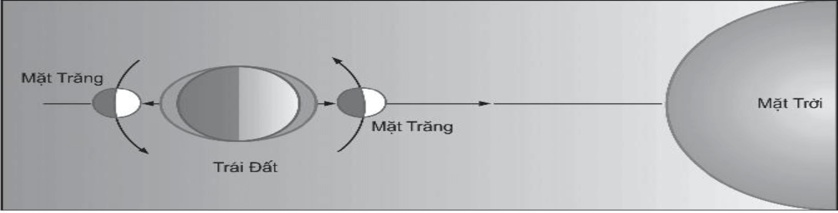 Mặt Trăng
Mặt Trăng
Trái Đất
Mặt Trời